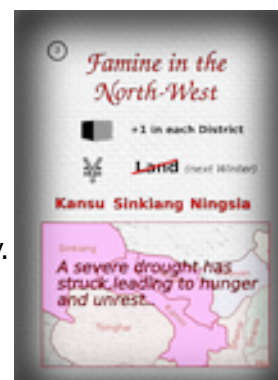 Famine in the
North-West
+1 in each District
Land (next Winter)
Kansu Sinkiang Ningsia
Sinkiang
A severe drought has
struck, leading to hunger
and unrest...
Tsinghai
y.